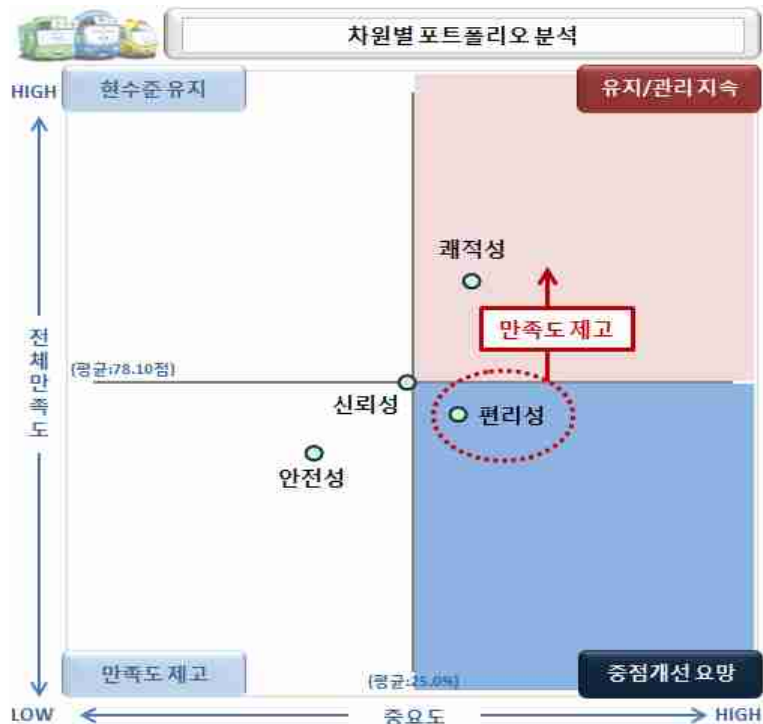 차원별 포트폴리오 분석
HIGH
현수준 유지
유지/관리 지속
쾌적성
만족도 제고
전체만족도
(평균:78.10점)
신뢰성
편리성
안전성
만족도 제고
(평균:25.0%)
중점개선 요망
LOW
중요도
HIGH